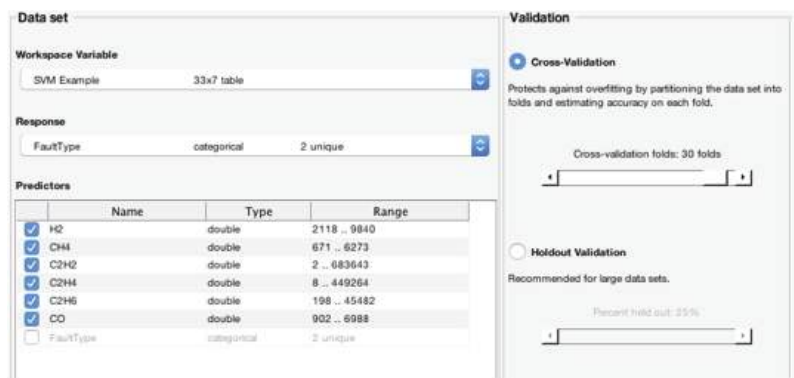 Data set
Workspace Variable
SVM Example 33x7 table
Response
FaultType categorical 2 unique
Predictors
Name Type Range
H2 double 2118 .. 9840
CH4 double 671 .. 6273
C2H2 double 2 .. 683643
C2H4 double 8 .. 449264
C2H6 double 198 .. 45482
CO double 902 .. 6988
FaultType categorical 2 unique
Validation
Cross-Validation
Protects against overfitting by partitioning the data set into
folds and estimating accuracy on each fold.
Cross-validation folds: 30 folds
Holdout Validation
Recommended for large data sets.
Percent held out: 25%